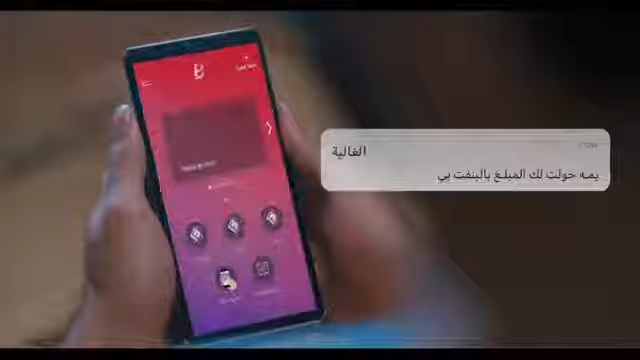 الغالية
يمه حولت لك المبلغ بالبنفت بي